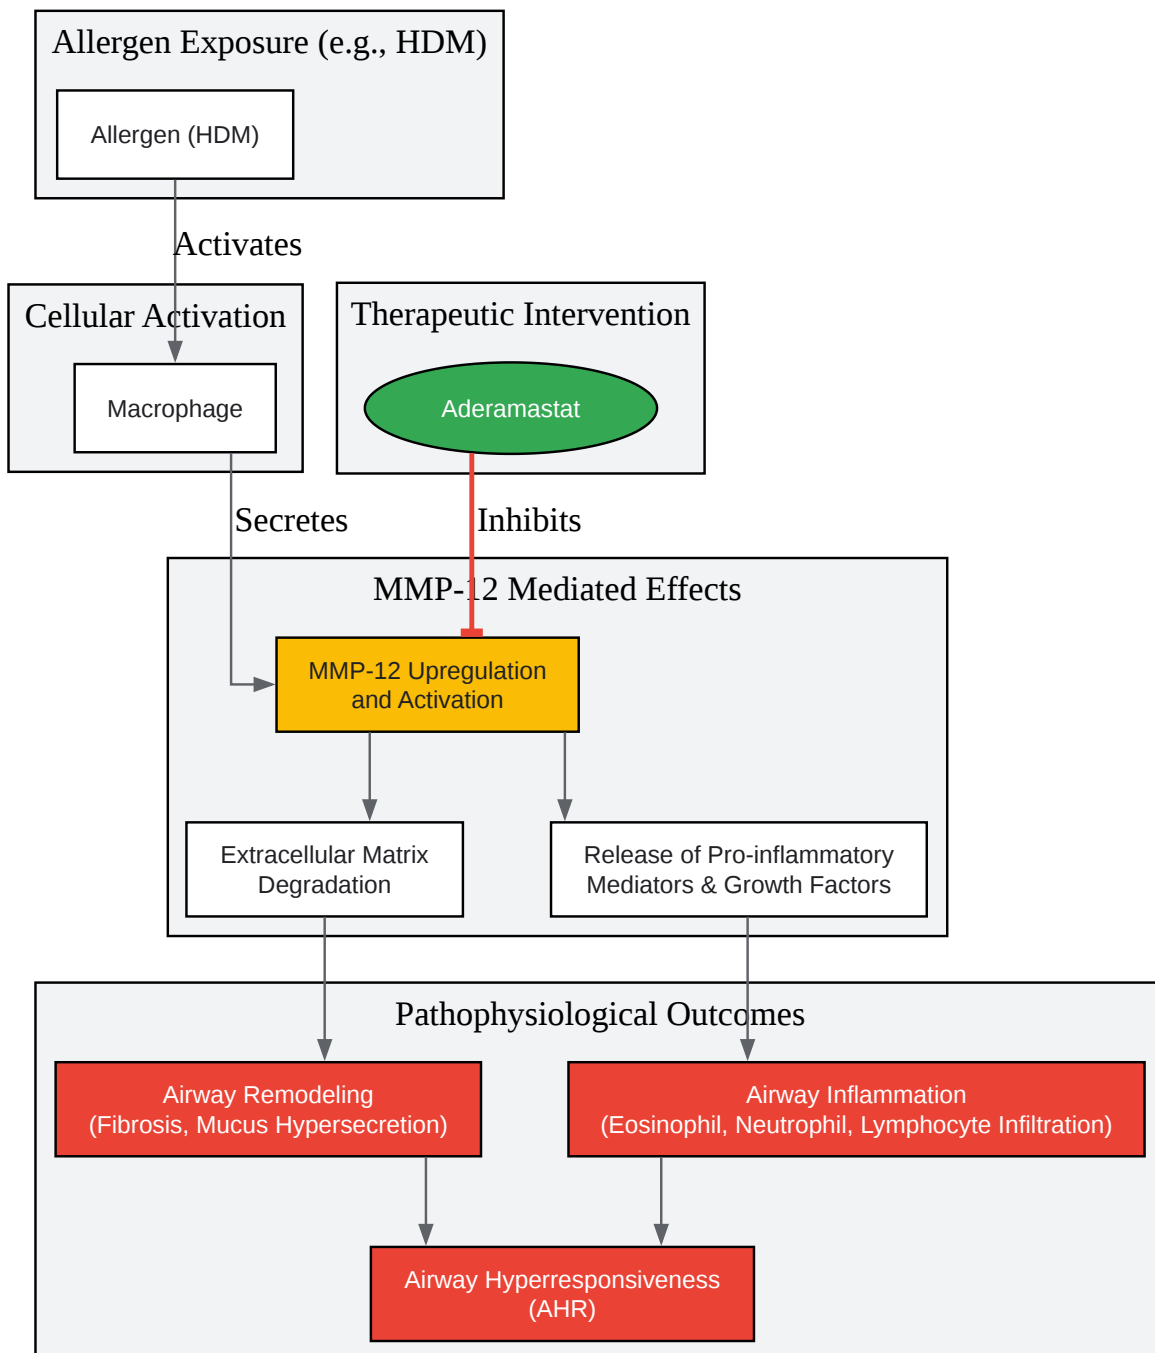 Allergen Exposure (e.g., HDM)
Allergen (HDM)
Activates
Cellular Activation
Macrophage
Therapeutic Intervention
Aderamastat
Secretes
Inhibits
MMP-12 Mediated Effects
MMP-12 Upregulation
and Activation
Extracellular Matrix
Degradation
Release of Pro-inflammatory
Mediators & Growth Factors
Pathophysiological Outcomes
Airway Remodeling
(Fibrosis, Mucus Hypersecretion)
Airway Inflammation
(Eosinophil, Neutrophil, Lymphocyte Infiltration)
Airway Hyperresponsiveness
(AHR)